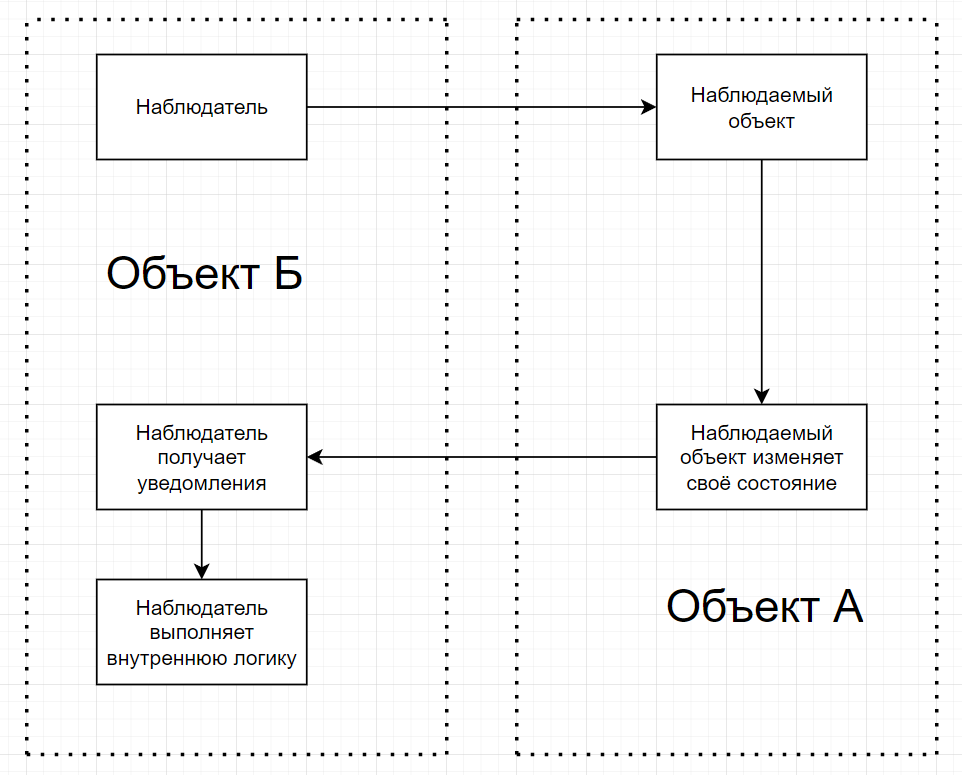 Наблюдатель
Наблюдаемый
объект
Объект Б
Наблюдатель
получает
уведомления
Наблюдаемый
объект изменяет
своё состояние
Наблюдатель
выполняет
внутреннюю логику
Объект А